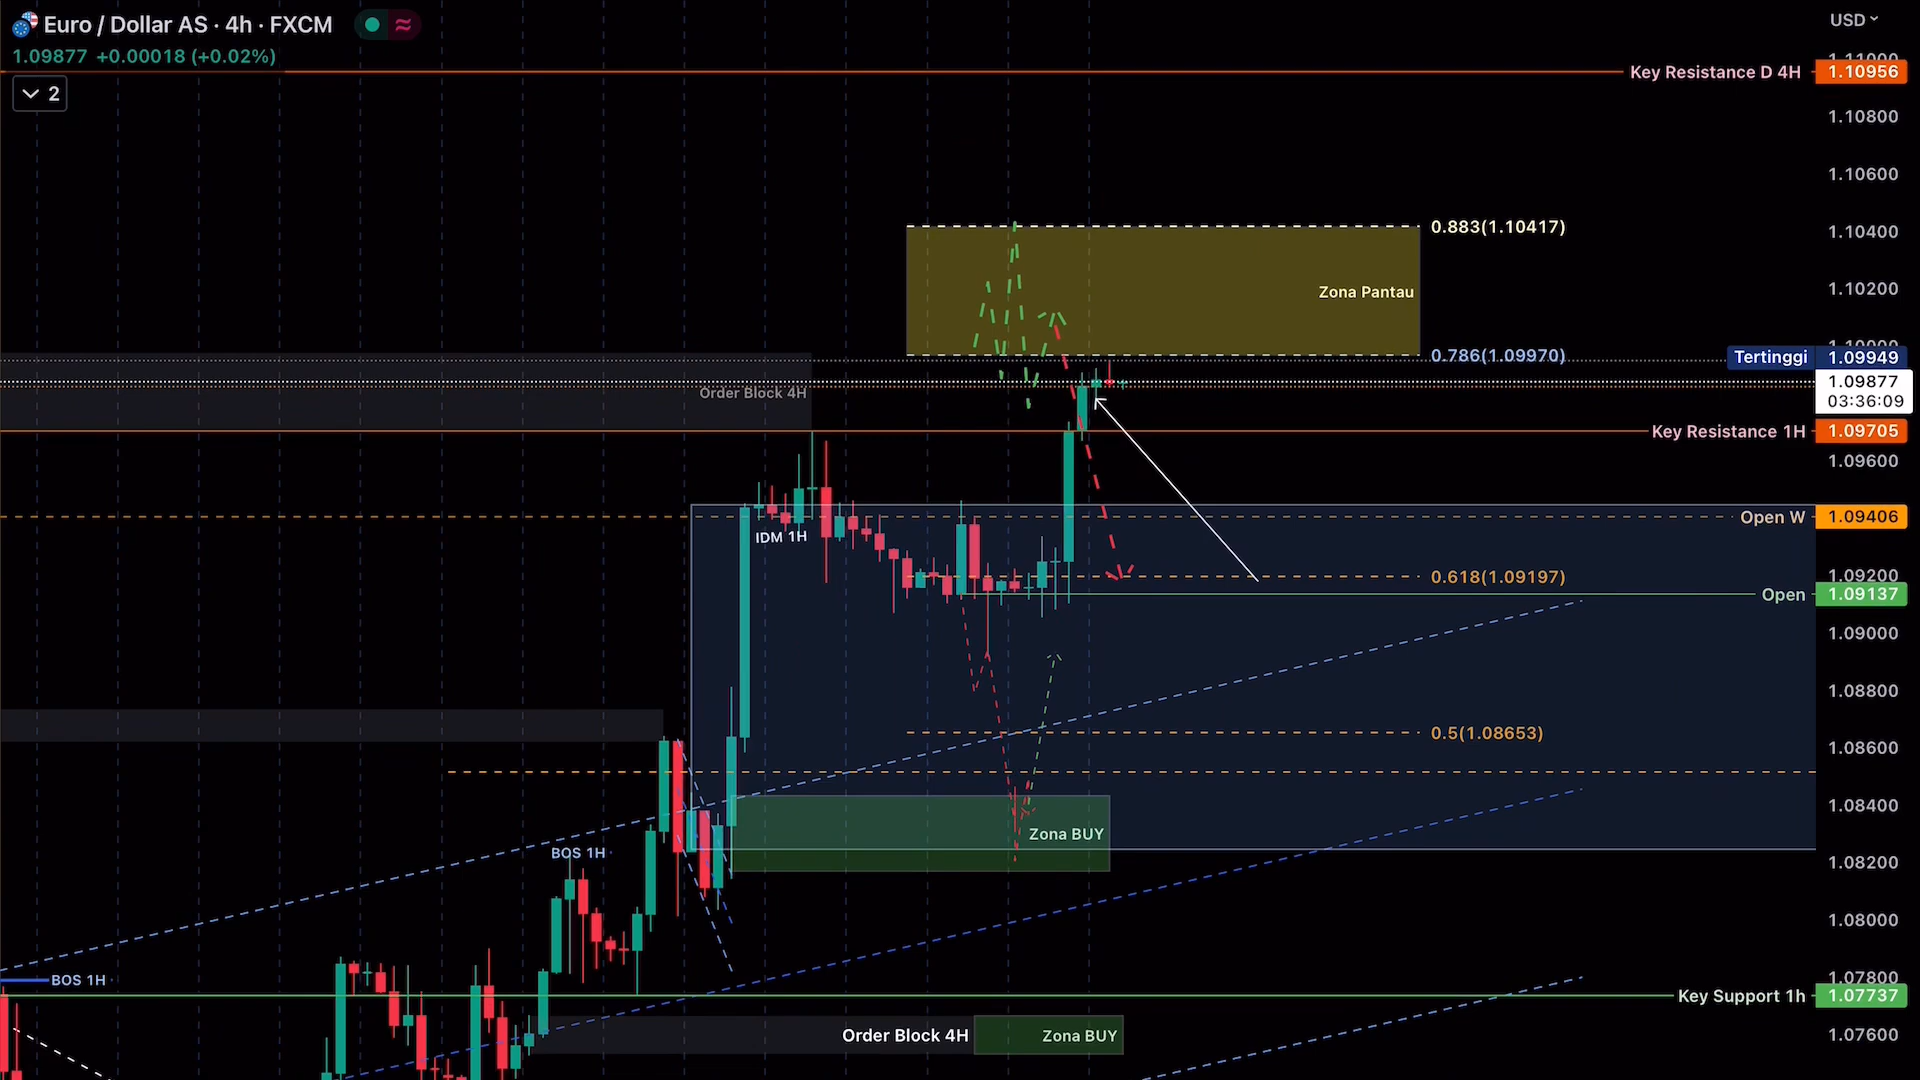 Euro / Dollar AS · 4h · FXCM
USD
1.09877 +0.00018 (+0.02%)
2
Key Resistance D 4H
1.10956
1.10800
1.10600
0.883(1.10417)
1.10400
Zona Pantau
1.10200
0.786(1.09970)
Tertinggi
1.09949
1.09877
03:36:09
Order Block 4H
Key Resistance 1H
1.09705
1.09600
Open W
1.09406
IDM 1H
0.618(1.09197)
1.09200
Open
1.09137
1.09000
1.08800
0.5(1.08653)
1.08600
1.08400
Zona BUY
BOS 1H
1.08200
1.08000
BOS 1H
1.07800
Key Support 1h
1.07737
Order Block 4H
Zona BUY
1.07600